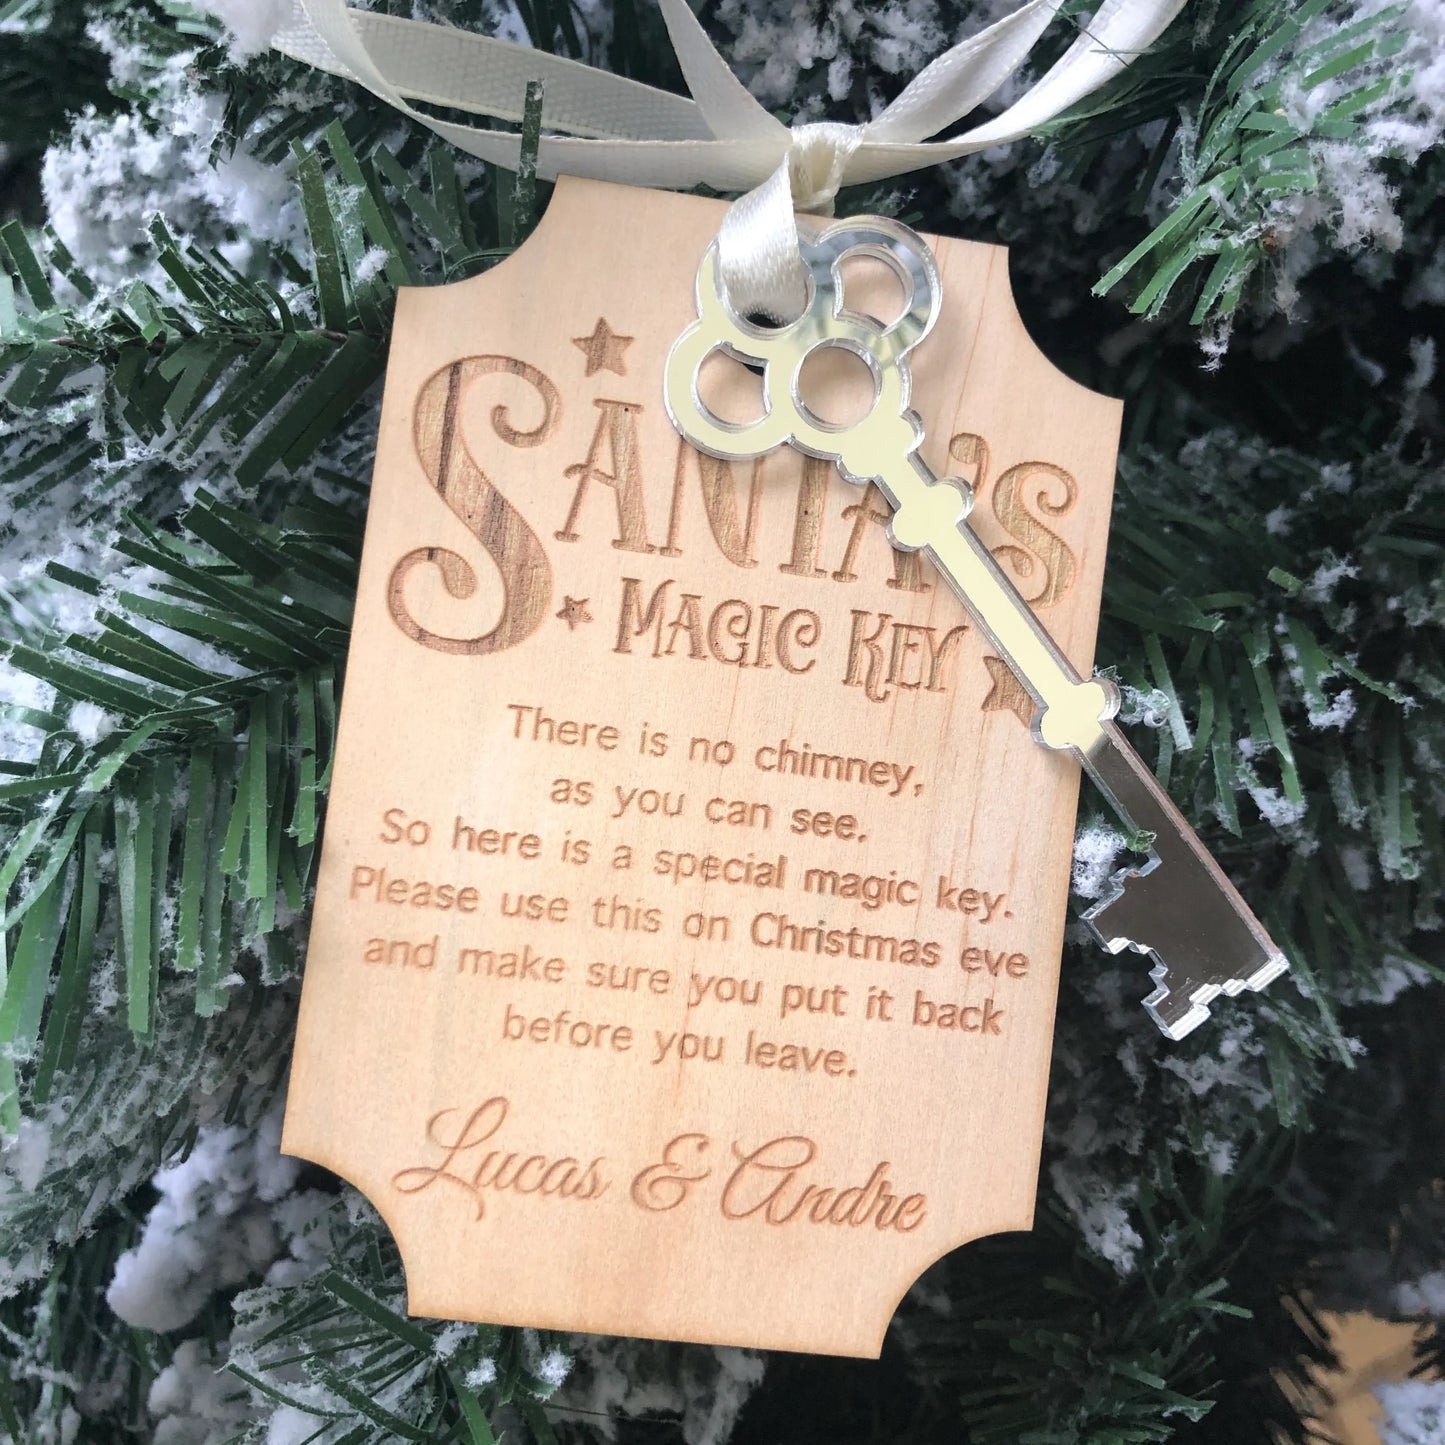 SANTA'S
MAGIC KEY
There is no chimney,
as you can see.
So here is a special magic key.
Please use this on Christmas eve
and make sure you put it back
before you leave.
Lucas & Andre